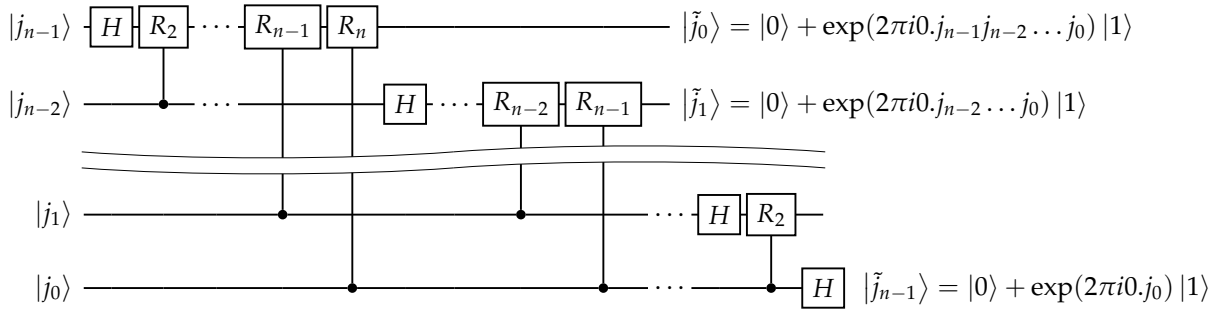 |j_{n−1}⟩ H R_2 ⋯ R_{n−1} R_n |j̃_0⟩ = |0⟩ + exp(2πi0.j_{n−1}j_{n−2}…j_0) |1⟩
|j_{n−2}⟩ ⋯ H ⋯ R_{n−2} R_{n−1} |j̃_1⟩ = |0⟩ + exp(2πi0.j_{n−2}…j_0) |1⟩
|j_1⟩ ⋯ H R_2
|j_0⟩ ⋯ H |j̃_{n−1}⟩ = |0⟩ + exp(2πi0.j_0) |1⟩